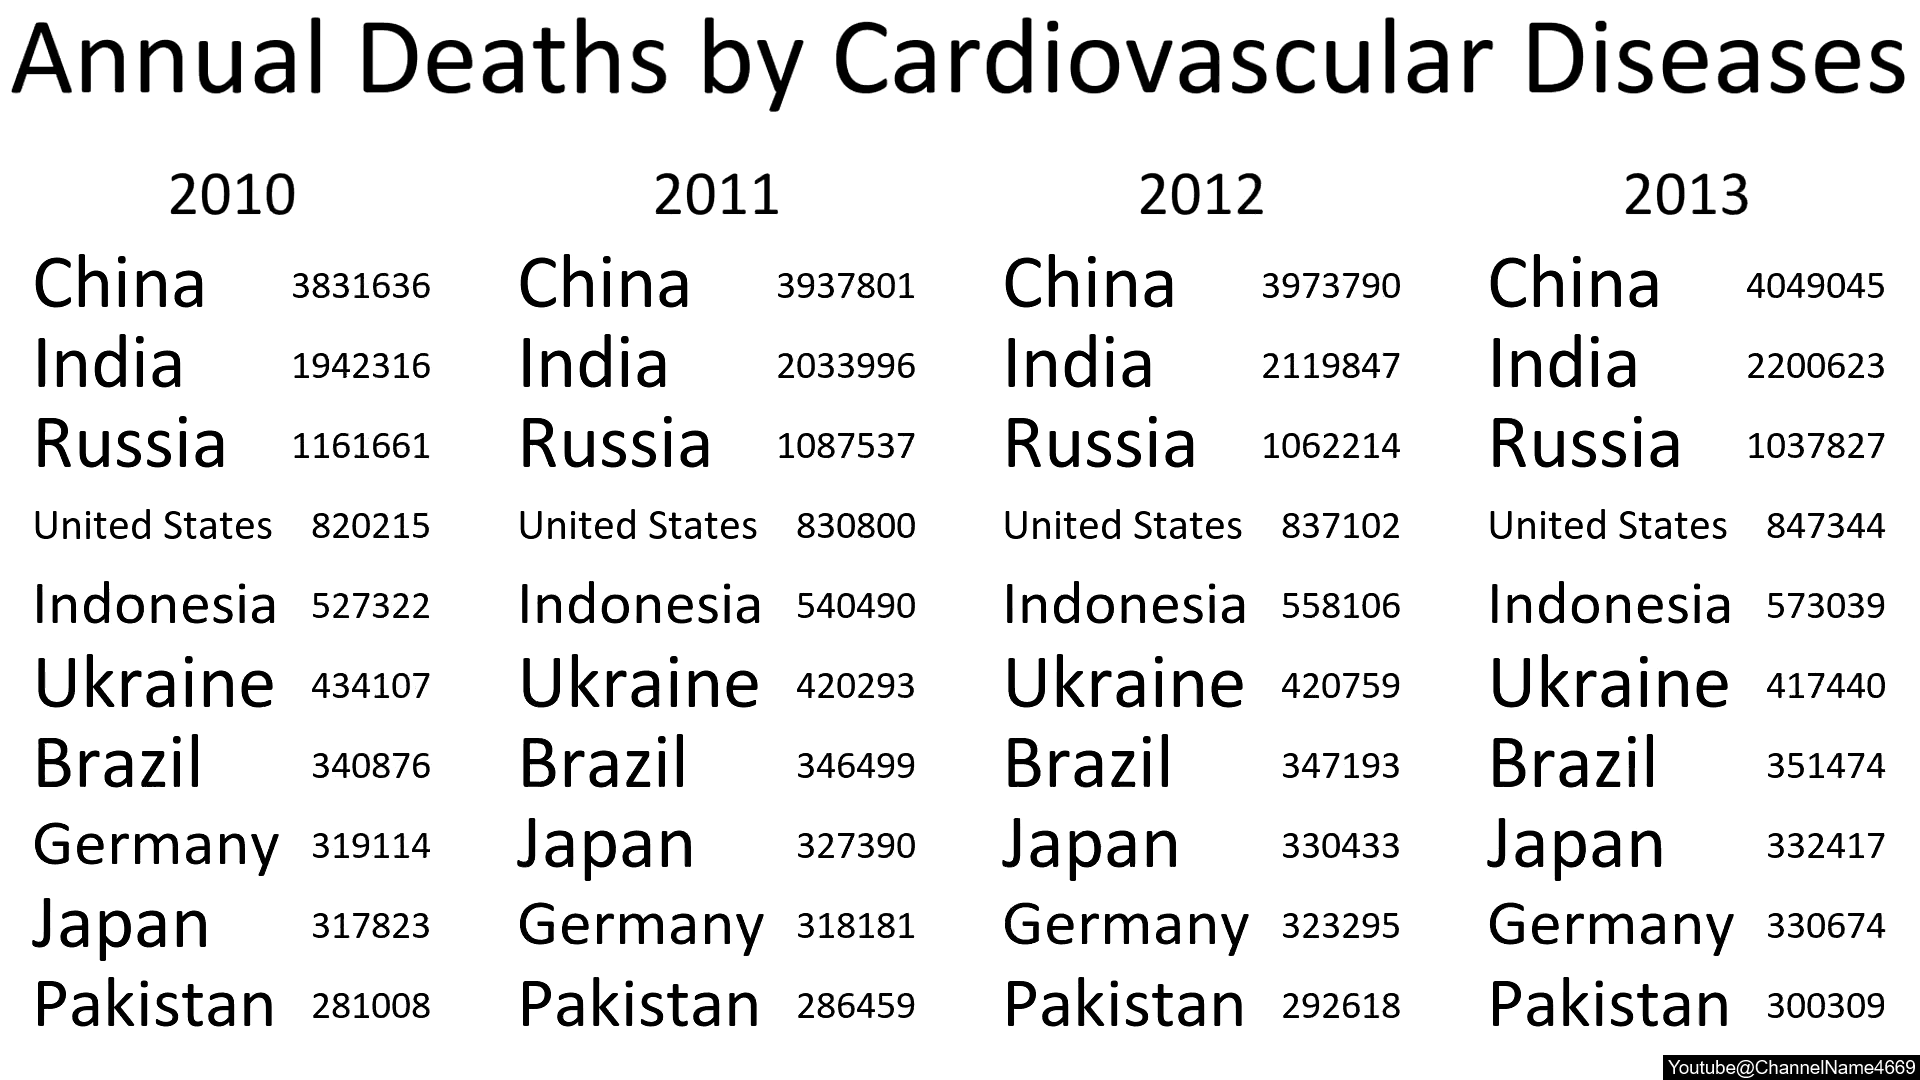 Annual Deaths by Cardiovascular Diseases
2010 2011 2012 2013
China 3831636 China 3937801 China 3973790 China 4049045
India 1942316 India 2033996 India 2119847 India 2200623
Russia 1161661 Russia 1087537 Russia 1062214 Russia 1037827
United States 820215 United States 830800 United States 837102 United States 847344
Indonesia 527322 Indonesia 540490 Indonesia 558106 Indonesia 573039
Ukraine 434107 Ukraine 420293 Ukraine 420759 Ukraine 417440
Brazil 340876 Brazil 346499 Brazil 347193 Brazil 351474
Germany 319114 Japan 327390 Japan 330433 Japan 332417
Japan 317823 Germany 318181 Germany 323295 Germany 330674
Pakistan 281008 Pakistan 286459 Pakistan 292618 Pakistan 300309
Youtube@ChannelName4669